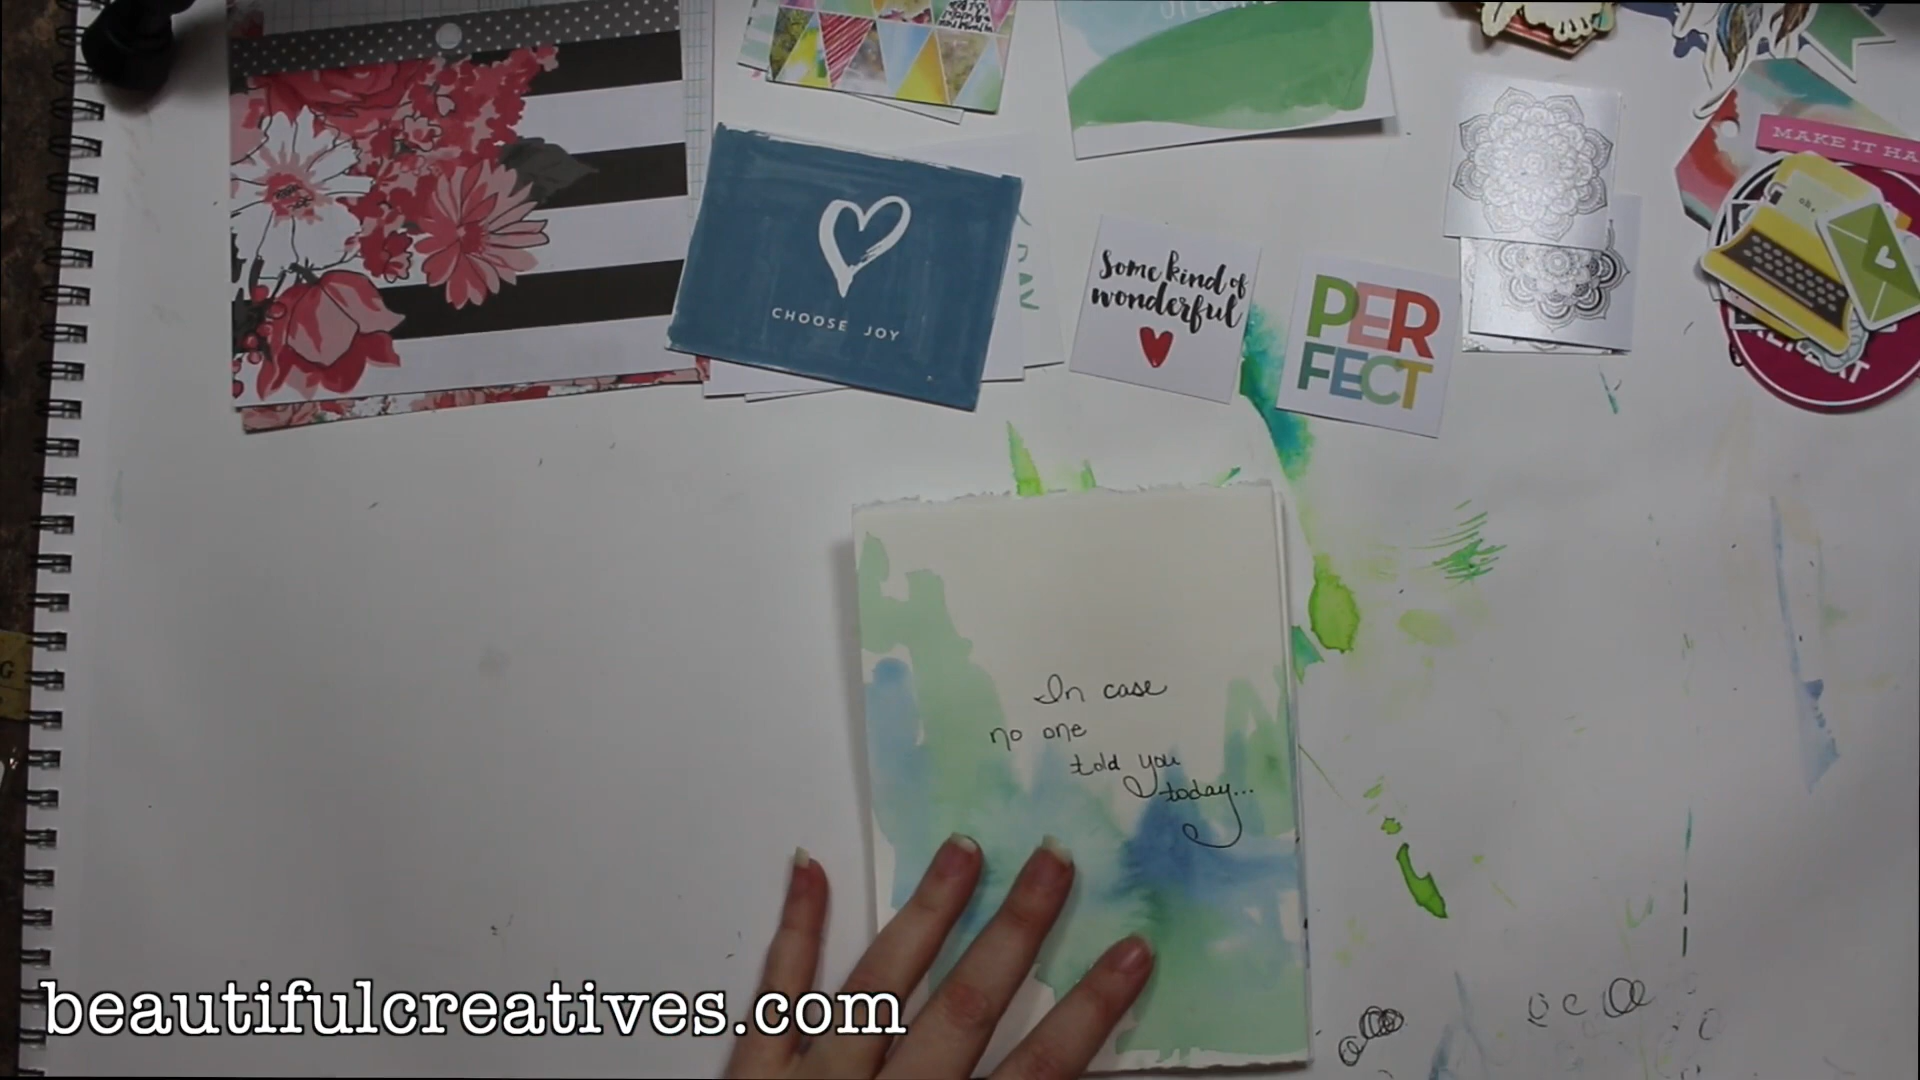 CHOOSE JOY
Some kind of
wonderful
PER
FECT
MAKE IT HA
oh,
In case
no one
told you
today...
beautifulcreatives.com